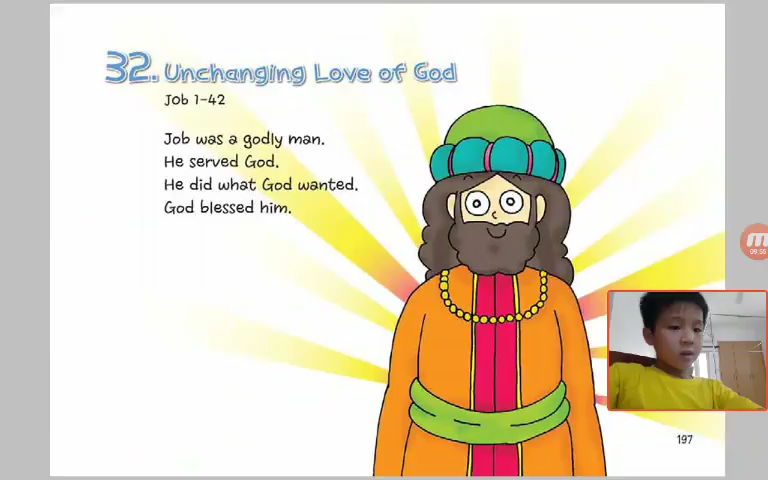 32. Unchanging Love of God
Job 1-42
Job was a godly man.
He served God.
He did what God wanted.
God blessed him.
197